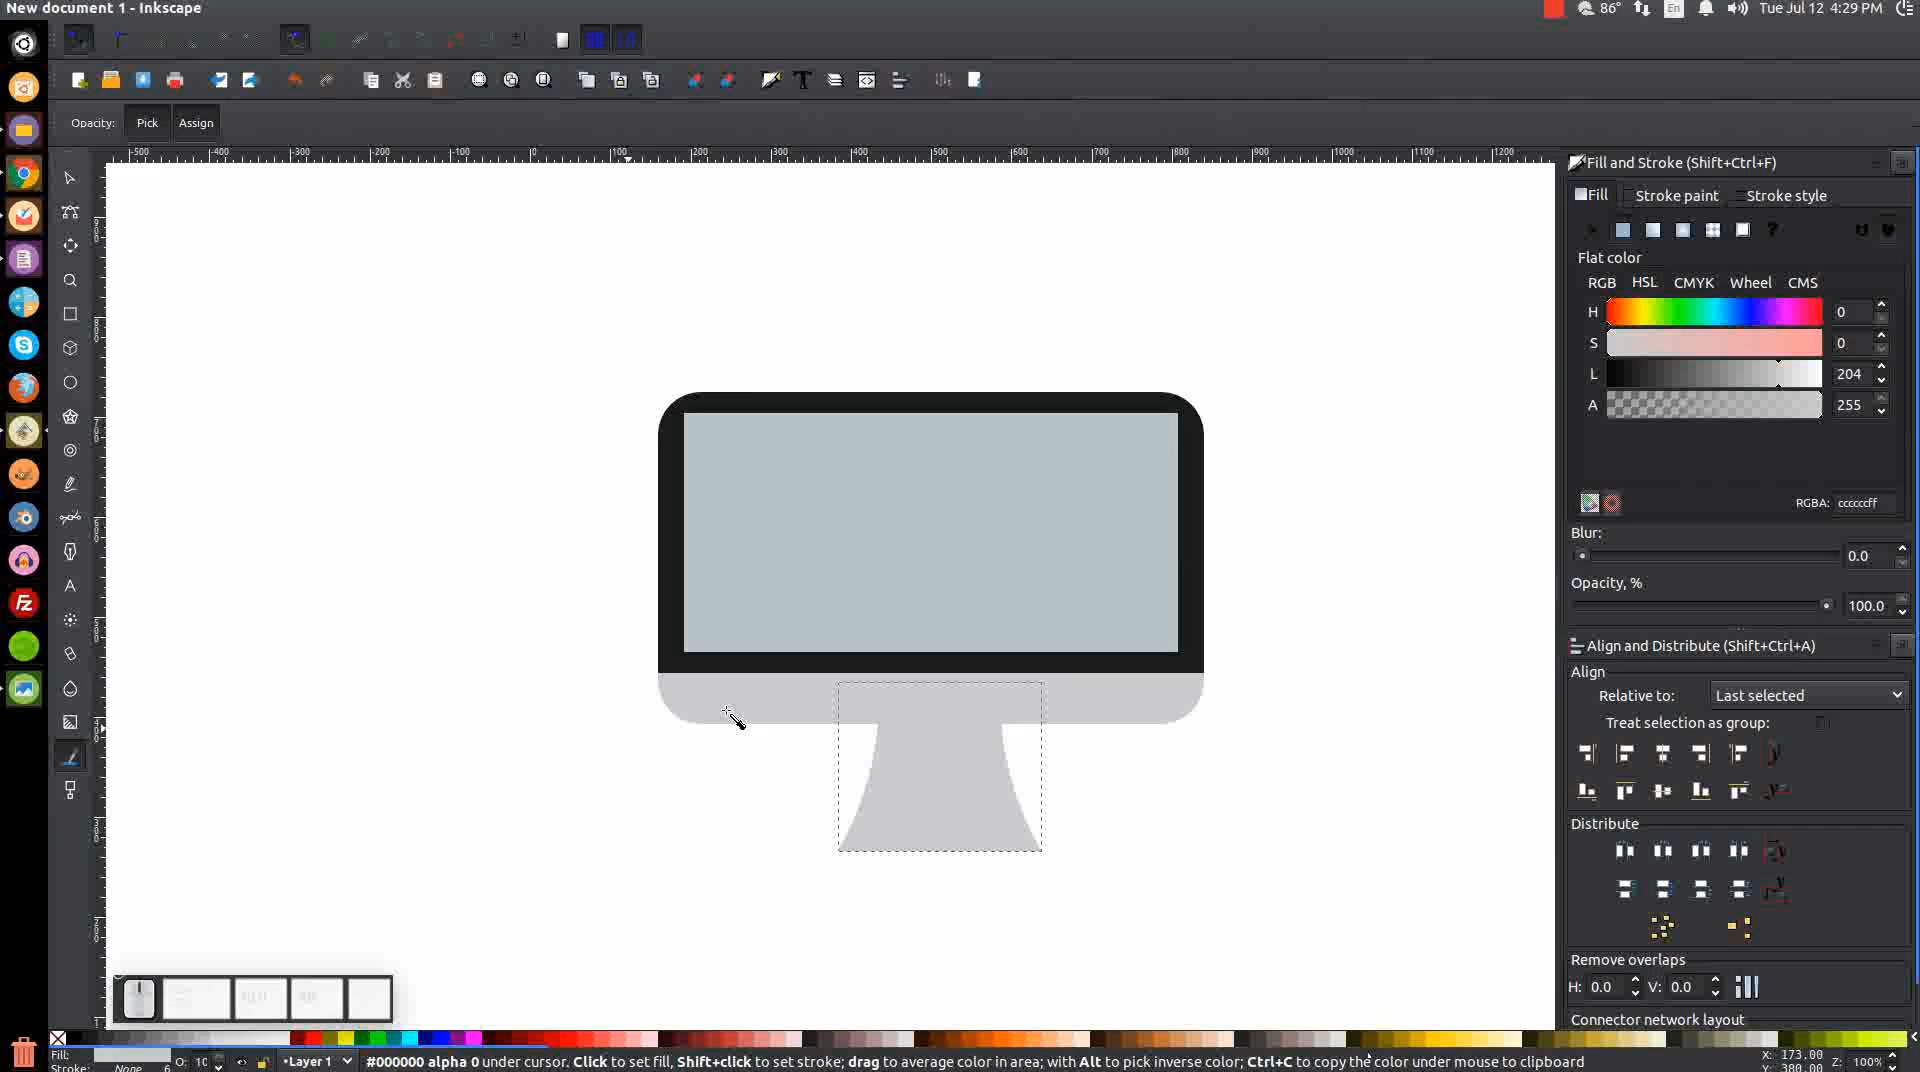 New document 1 - Inkscape
86°
En
Tue Jul 12 4:29 PM
Opacity: Pick Assign
-500 -400 -300 -200 -100 0 100 200 300 400 500 600 700 800 900 1000 1100 1200
Fill and Stroke (Shift+Ctrl+F)
Fill Stroke paint Stroke style
?
Flat color
RGB HSL CMYK Wheel CMS
H 0
S 0
L 204
A 255
RGBA: ccccccff
Blur:
0.0
Opacity, %
100.0
Align and Distribute (Shift+Ctrl+A)
Align
Relative to: Last selected
Treat selection as group:
Distribute
Remove overlaps
H: 0.0 V: 0.0
Connector network layout
Fill:
Stroke: None 6
O: 10
•Layer 1
#000000 alpha 0 under cursor. Click to set fill, Shift+click to set stroke; drag to average color in area; with Alt to pick inverse color; Ctrl+C to copy the color under mouse to clipboard
X: 173.00
Y: 380.00
Z: 100%